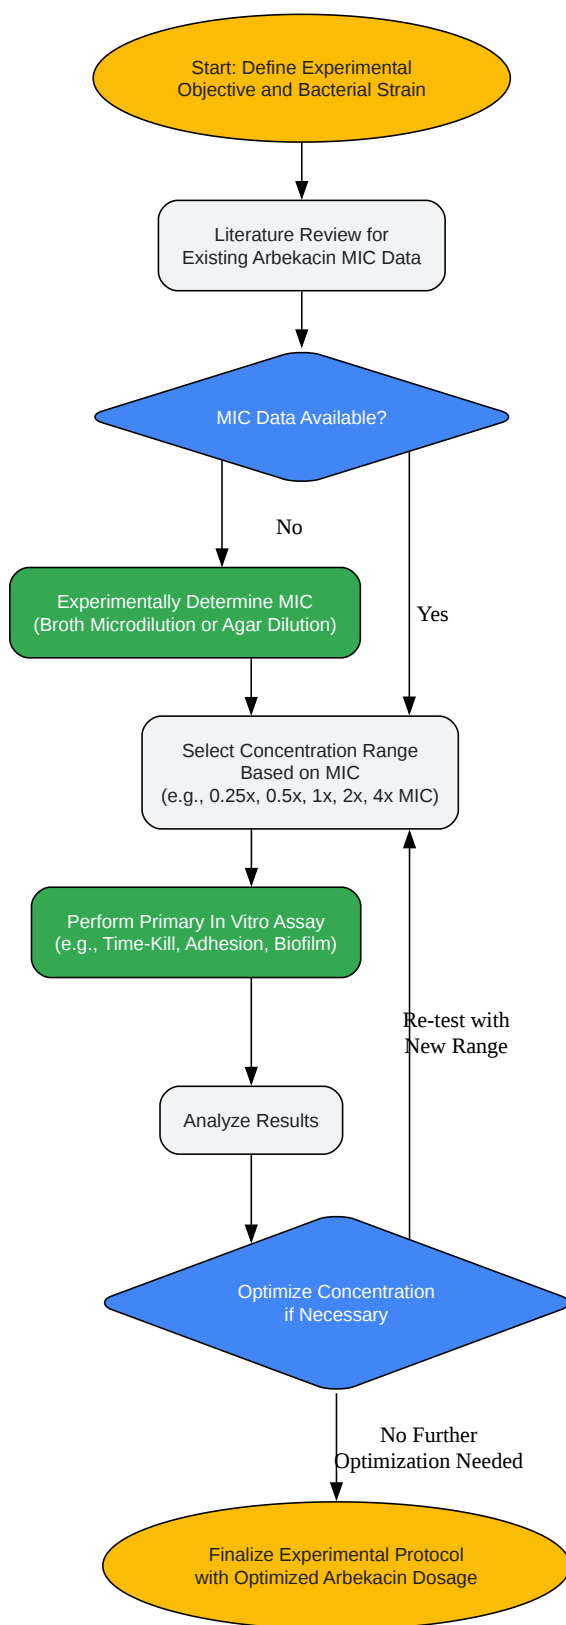 Start: Define Experimental
Objective and Bacterial Strain
Literature Review for
Existing Arbekacin MIC Data
MIC Data Available?
No
Experimentally Determine MIC
(Broth Microdilution or Agar Dilution)
Yes
Select Concentration Range
Based on MIC
(e.g., 0.25x, 0.5x, 1x, 2x, 4x MIC)
Perform Primary In Vitro Assay
(e.g., Time-Kill, Adhesion, Biofilm)
Re-test with
New Range
Analyze Results
Optimize Concentration
if Necessary
No Further
Optimization Needed
Finalize Experimental Protocol
with Optimized Arbekacin Dosage